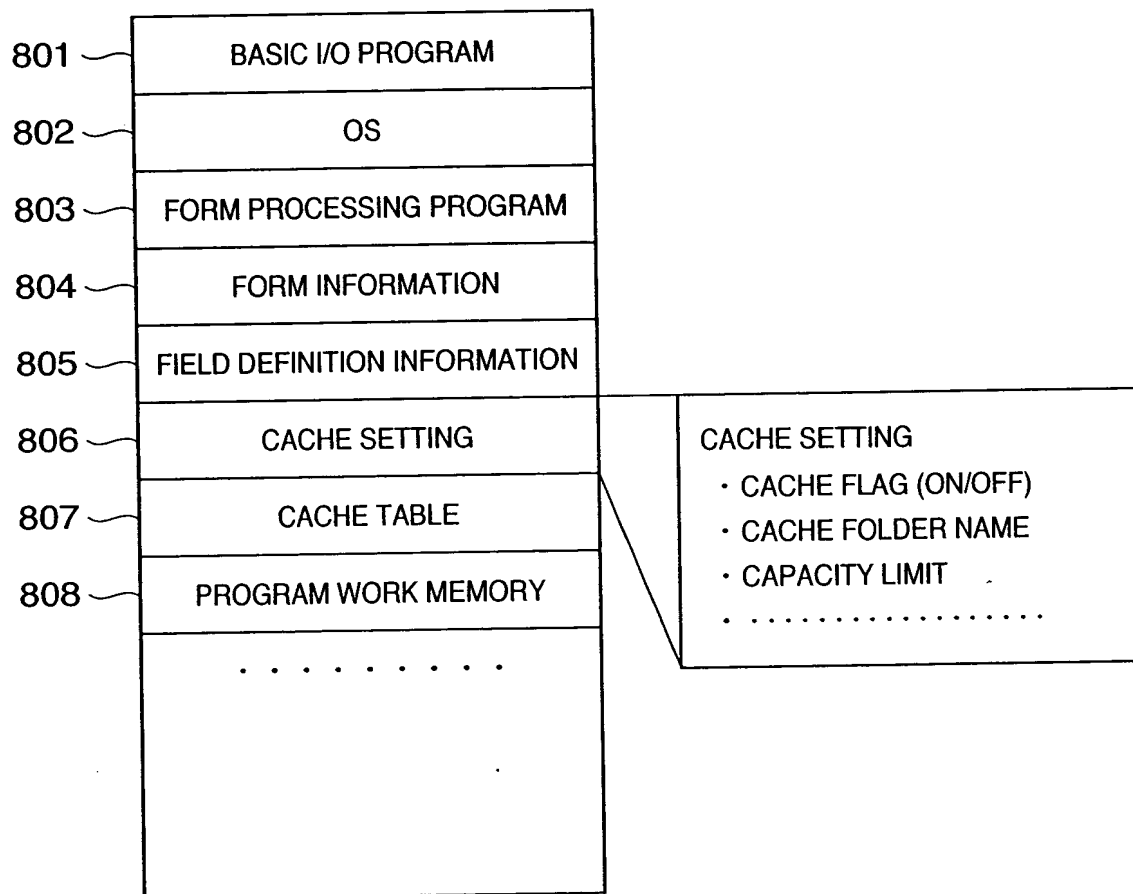 801 BASIC I/O PROGRAM
802 OS
803 FORM PROCESSING PROGRAM
804 FORM INFORMATION
805 FIELD DEFINITION INFORMATION
806 CACHE SETTING
807 CACHE TABLE
808 PROGRAM WORK MEMORY
. . . . . . . . .
CACHE SETTING
· CACHE FLAG (ON/OFF)
· CACHE FOLDER NAME
· CAPACITY LIMIT
· . . . . . . . . . . . . . . . . . . .